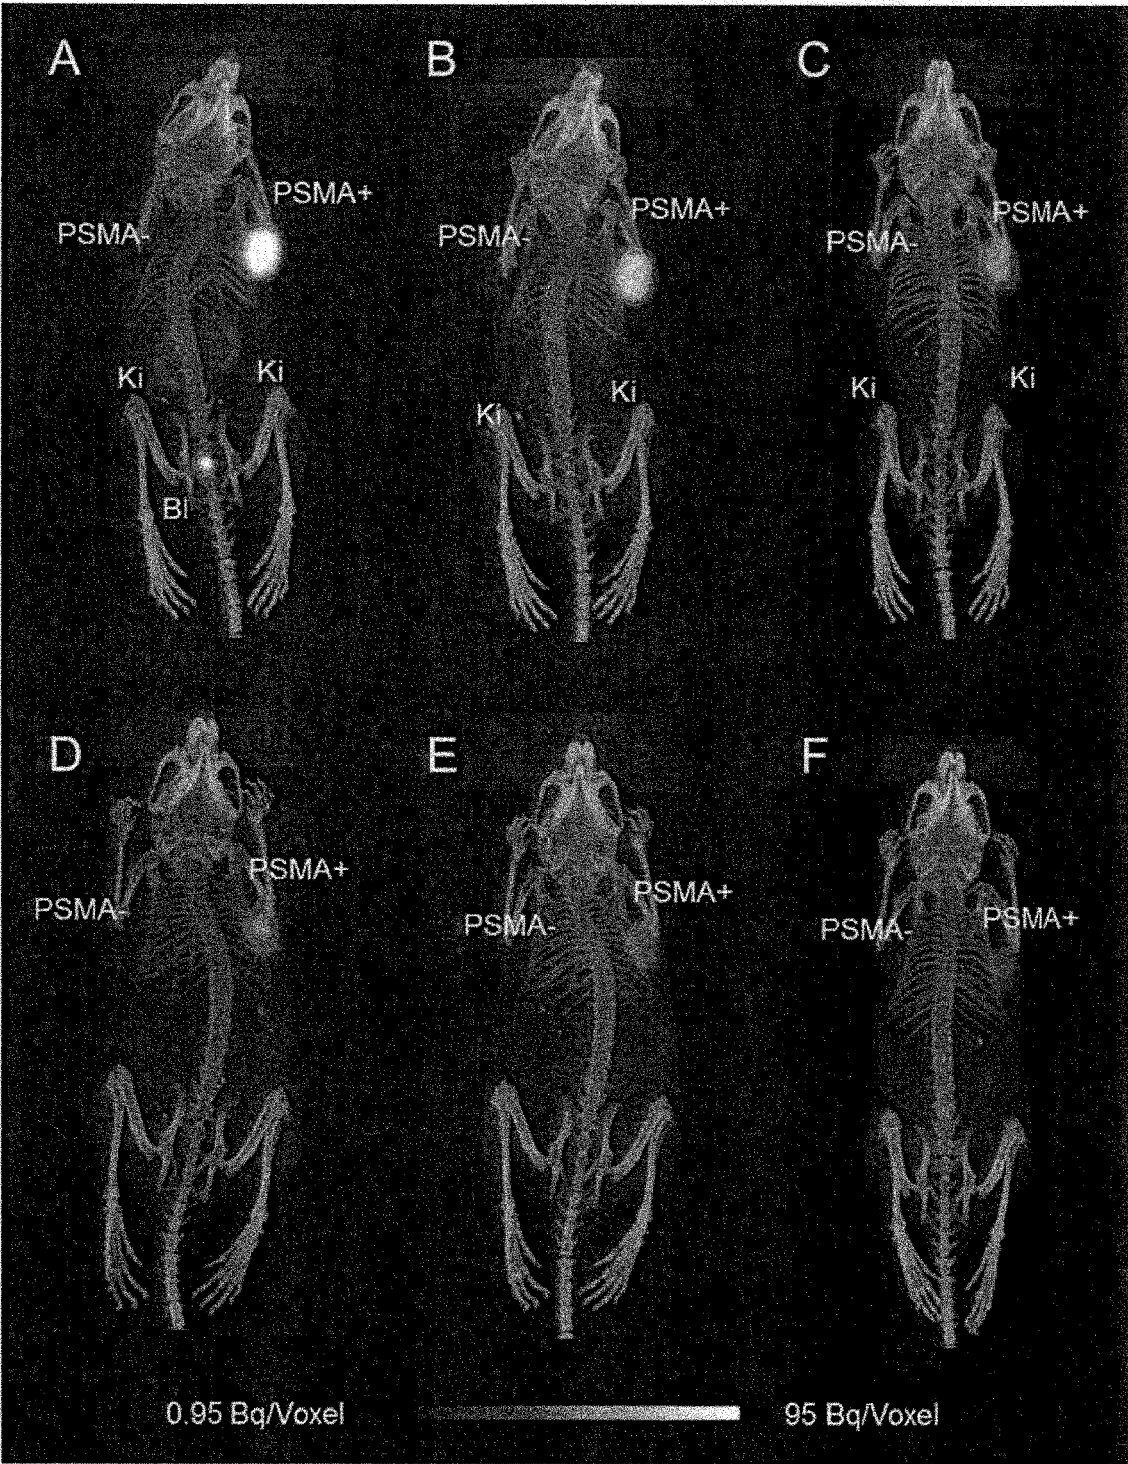 A
B
C
PSMA+
PSMA-
PSMA+
PSMA-
PSMA+
PSMA-
Ki
Ki
Bl
Ki
Ki
Ki
Ki
D
E
F
PSMA+
PSMA-
PSMA+
PSMA-
PSMA+
PSMA-
0.95 Bq/Voxel
95 Bq/Voxel